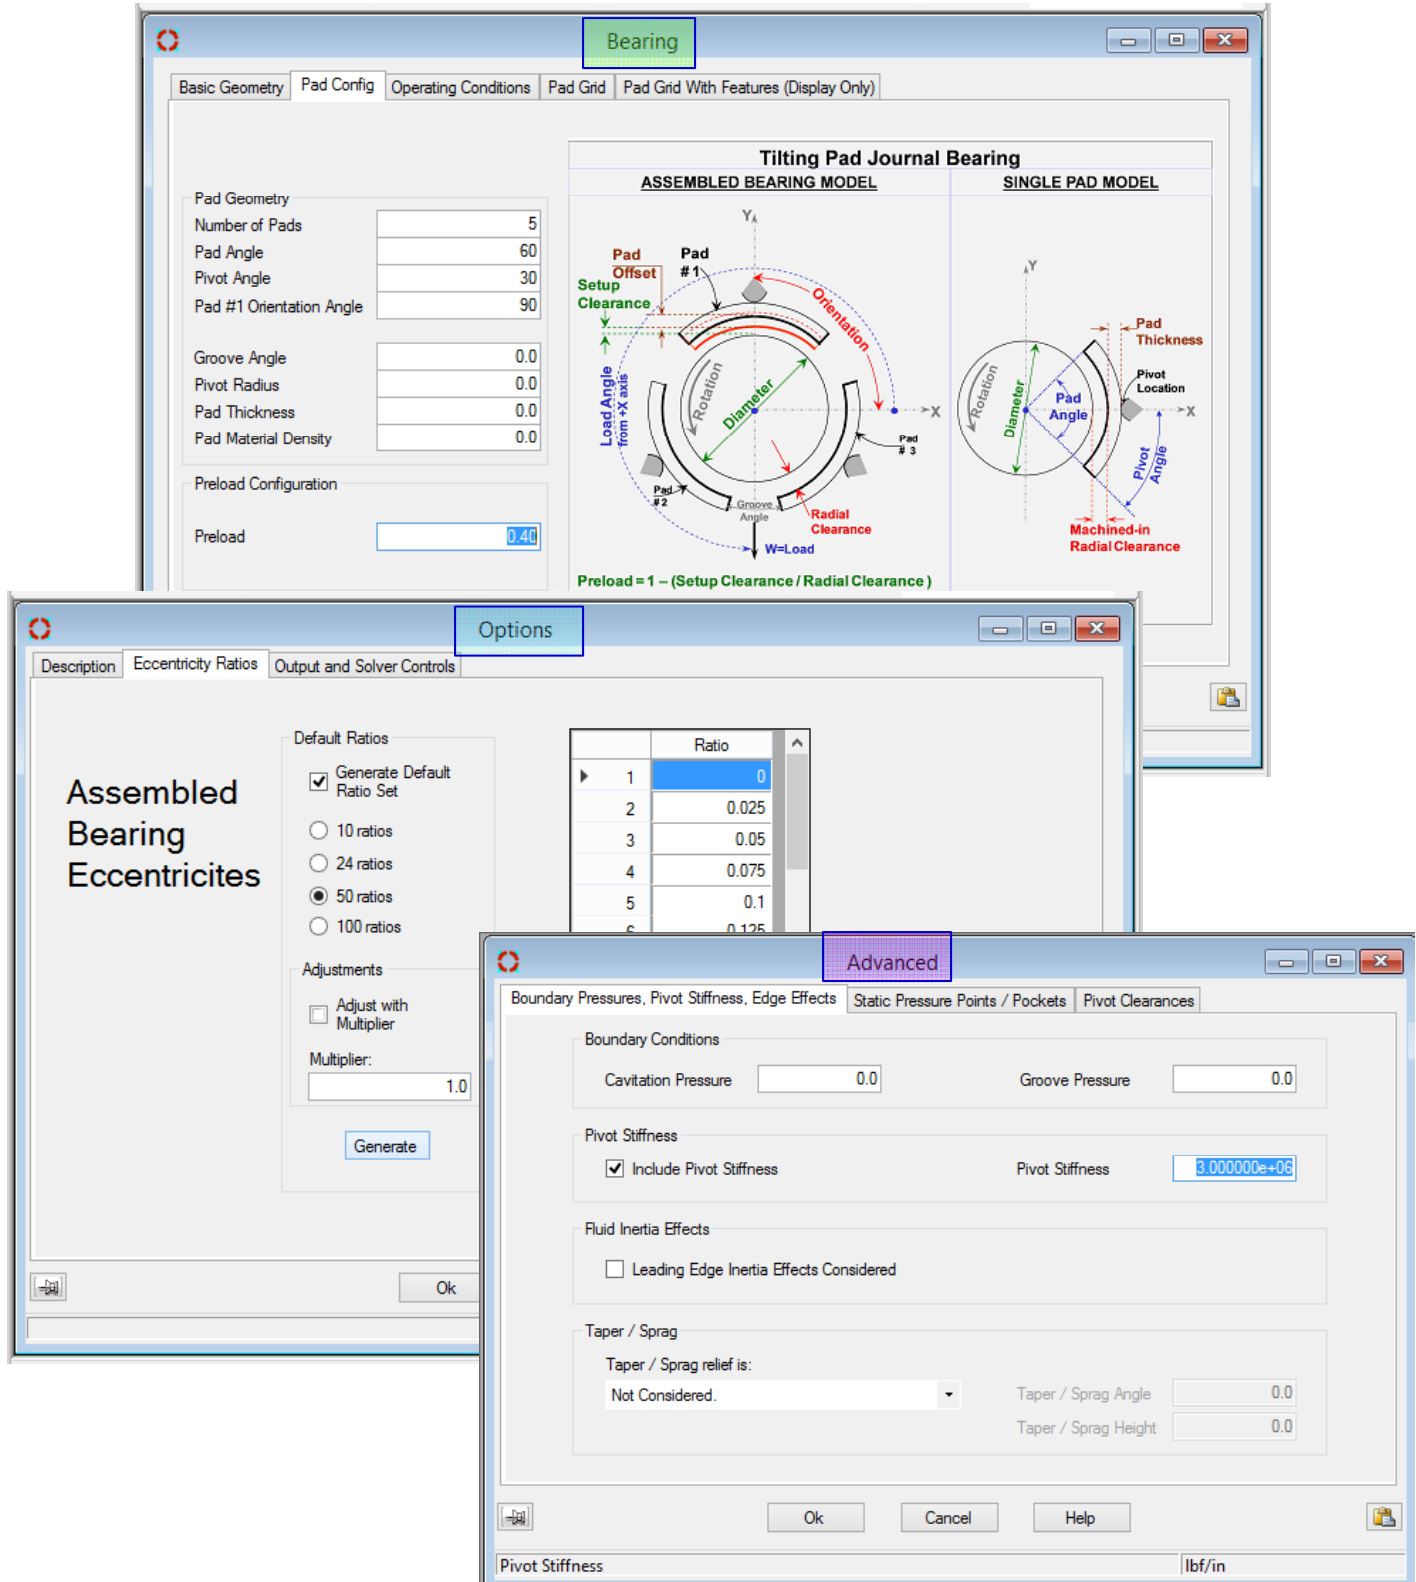 Bearing
Basic Geometry
Pad Config
Operating Conditions
Pad Grid
Pad Grid With Features (Display Only)
Pad Geometry
Number of Pads 5
Pad Angle 60
Pivot Angle 30
Pad #1 Orientation Angle 90
Groove Angle 0.0
Pivot Radius 0.0
Pad Thickness 0.0
Pad Material Density 0.0
Preload Configuration
Preload 0.40
Tilting Pad Journal Bearing
ASSEMBLED BEARING MODEL
SINGLE PAD MODEL
Y
Pad
Offset
Pad
# 1
Setup
Clearance
Orientation
Load Angle
from +X axis
Rotation
Diameter
X
Pad
# 3
Pad
#2
Groove
Angle
Radial
Clearance
W=Load
Preload = 1 – (Setup Clearance / Radial Clearance )
Y
Pad
Thickness
Pivot
Location
Rotation
Diameter
Pad
Angle
X
Pivot
Angle
Machined-in
Radial Clearance
Options
Description
Eccentricity Ratios
Output and Solver Controls
Assembled
Bearing
Eccentricites
Default Ratios
Generate Default
Ratio Set
10 ratios
24 ratios
50 ratios
100 ratios
Adjustments
Adjust with
Multiplier
Multiplier:
1.0
Generate
Ratio
1 0
2 0.025
3 0.05
4 0.075
5 0.1
6 0.125
Ok
Advanced
Boundary Pressures, Pivot Stiffness, Edge Effects
Static Pressure Points / Pockets
Pivot Clearances
Boundary Conditions
Cavitation Pressure 0.0
Groove Pressure 0.0
Pivot Stiffness
Include Pivot Stiffness
Pivot Stiffness 3.000000e+06
Fluid Inertia Effects
Leading Edge Inertia Effects Considered
Taper / Sprag
Taper / Sprag relief is:
Not Considered.
Taper / Sprag Angle 0.0
Taper / Sprag Height 0.0
Ok
Cancel
Help
Pivot Stiffness
lbf/in